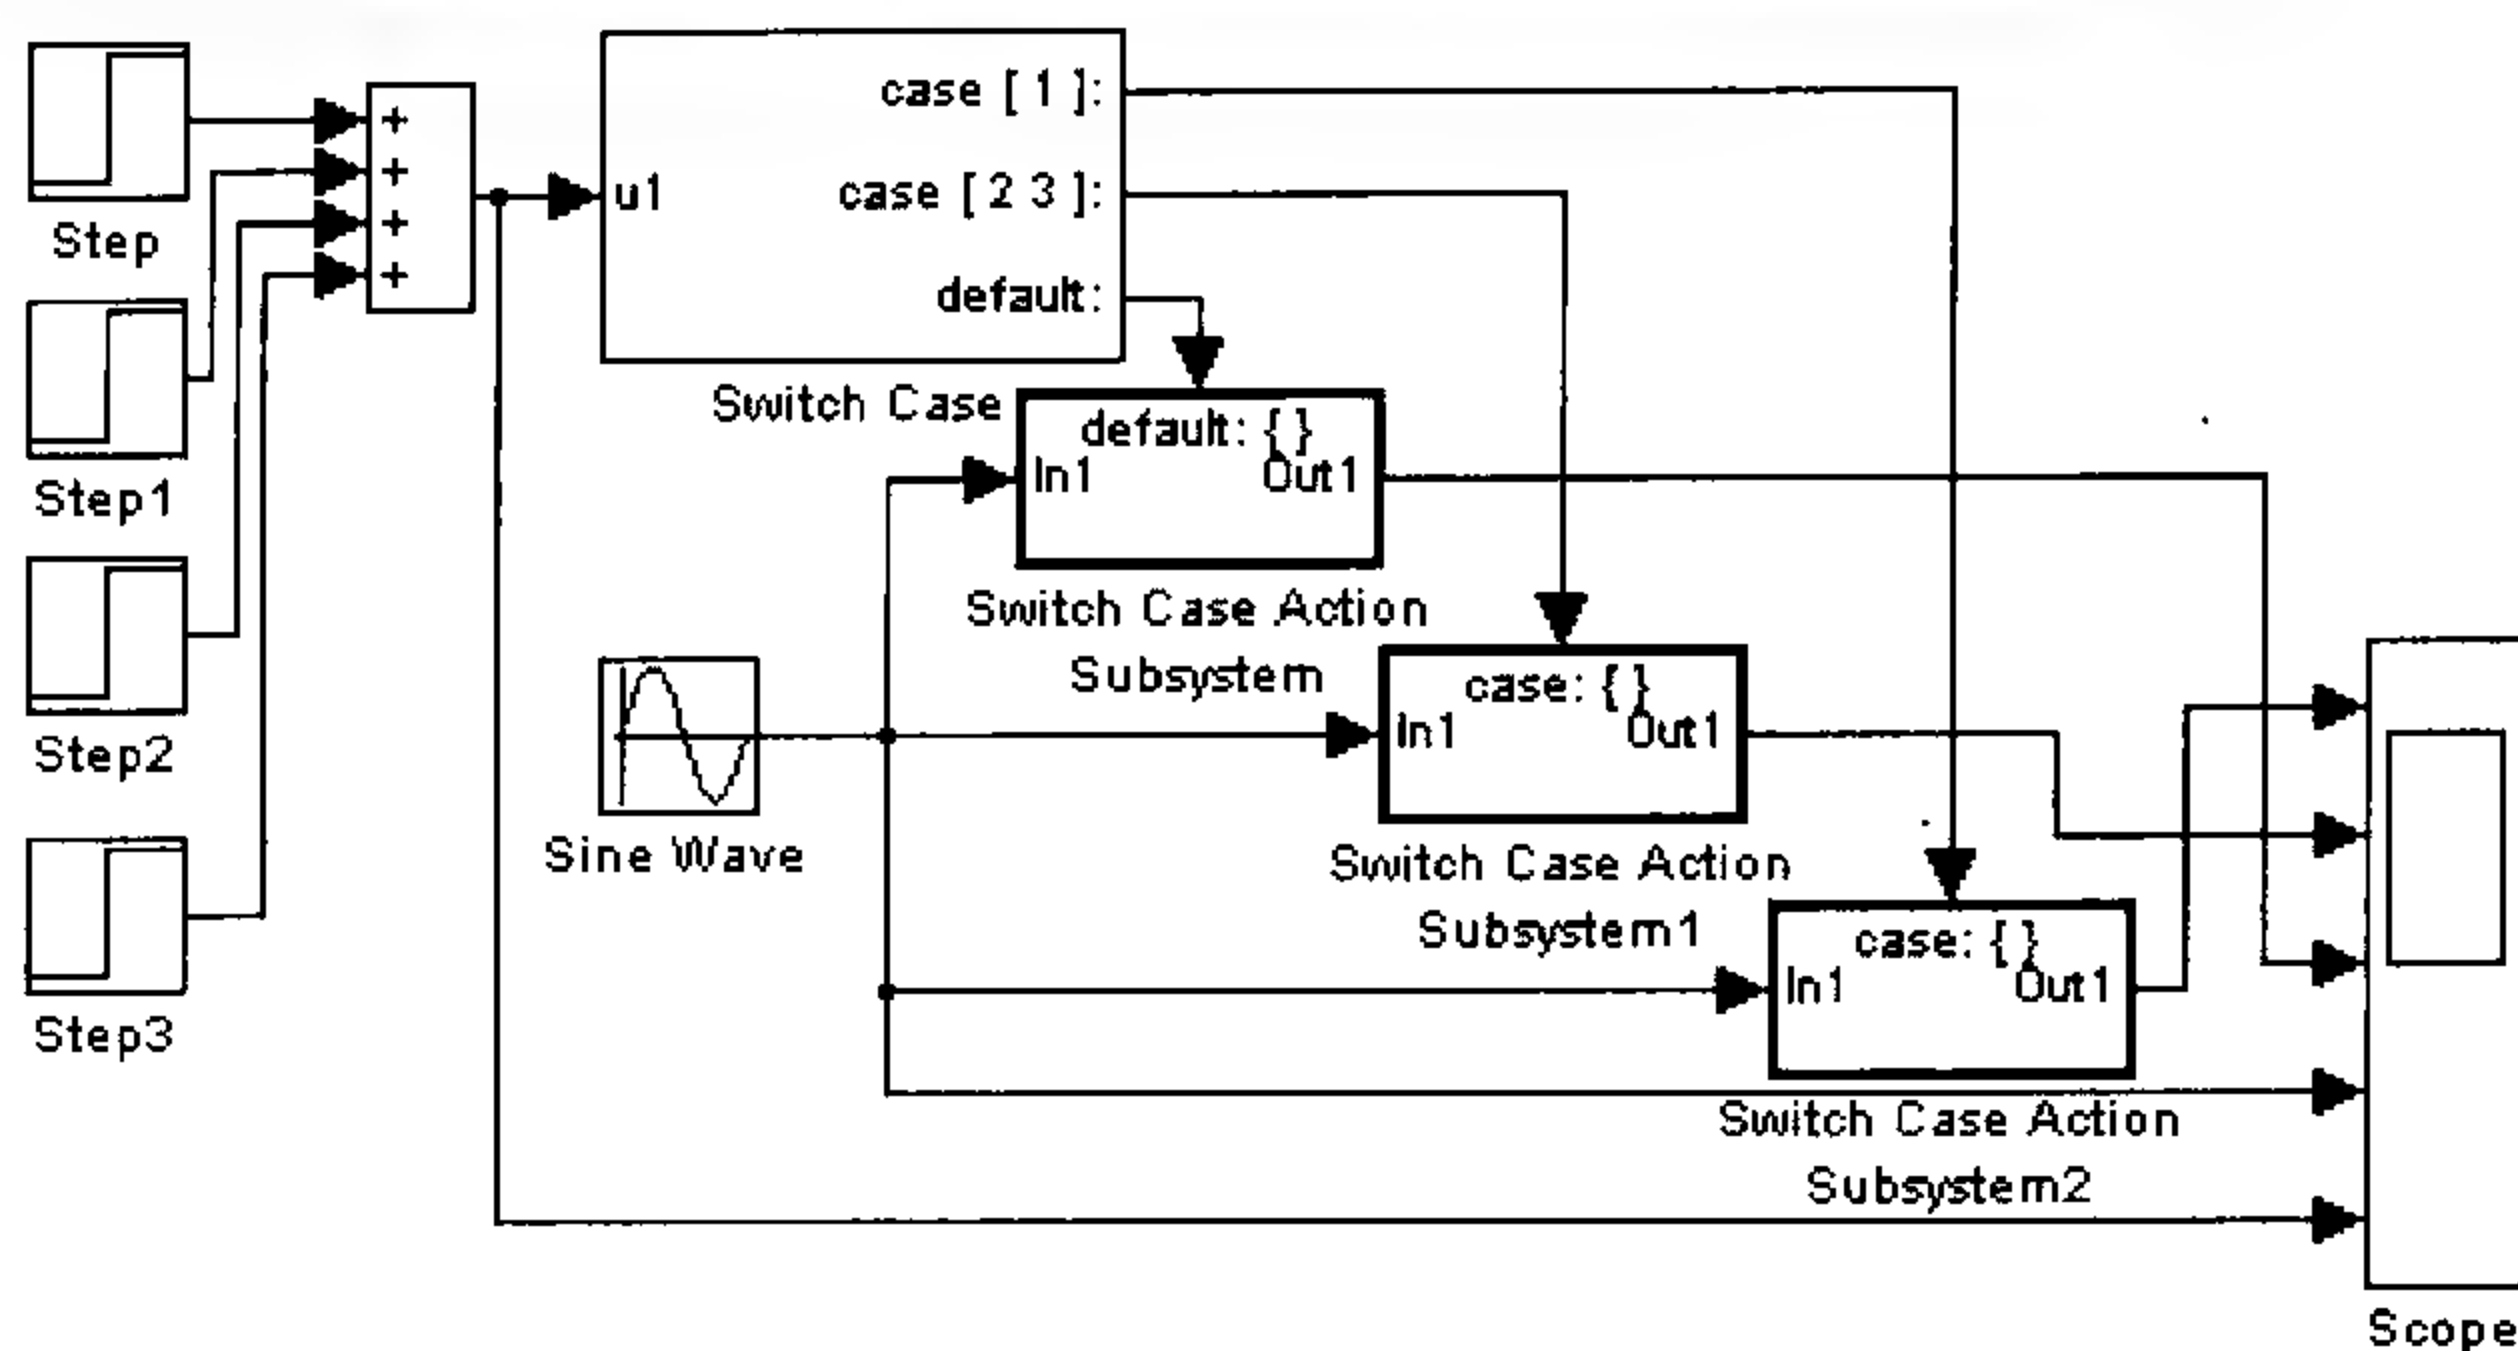 Step
+
+
+
+
Step1
Step2
Step3
u1
case [ 1 ]:
case [ 2 3 ]:
default:
Switch Case
default: { }
In1
Out1
Switch Case Action
Subsystem
Sine Wave
case: { }
In1
Out1
Switch Case Action
Subsystem1
case: { }
In1
Out1
Switch Case Action
Subsystem2
Scope